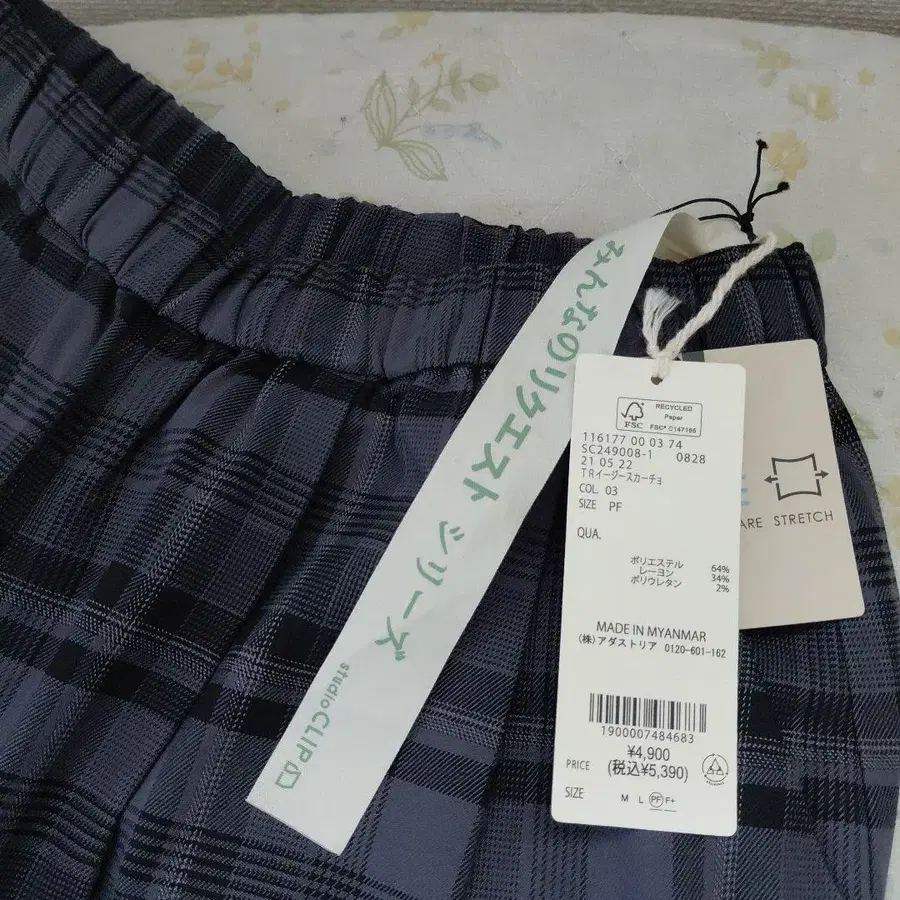 みんなのリクエスト シリーズ
studioCLIP
FSC
RECYCLED
Paper
FSC® C147166
116177 00 03 74
SC249008-1 0828
21 05 22
TRイージースカーチョ
COL 03
SIZE PF
QUA.
ポリエステル 64%
レーヨン 34%
ポリウレタン 2%
MADE IN MYANMAR
(株)アダストリア 0120-601-162
1900007484683
PRICE ¥4,900
(税込¥5,390)
SIZE M L PF F+
STRETCH